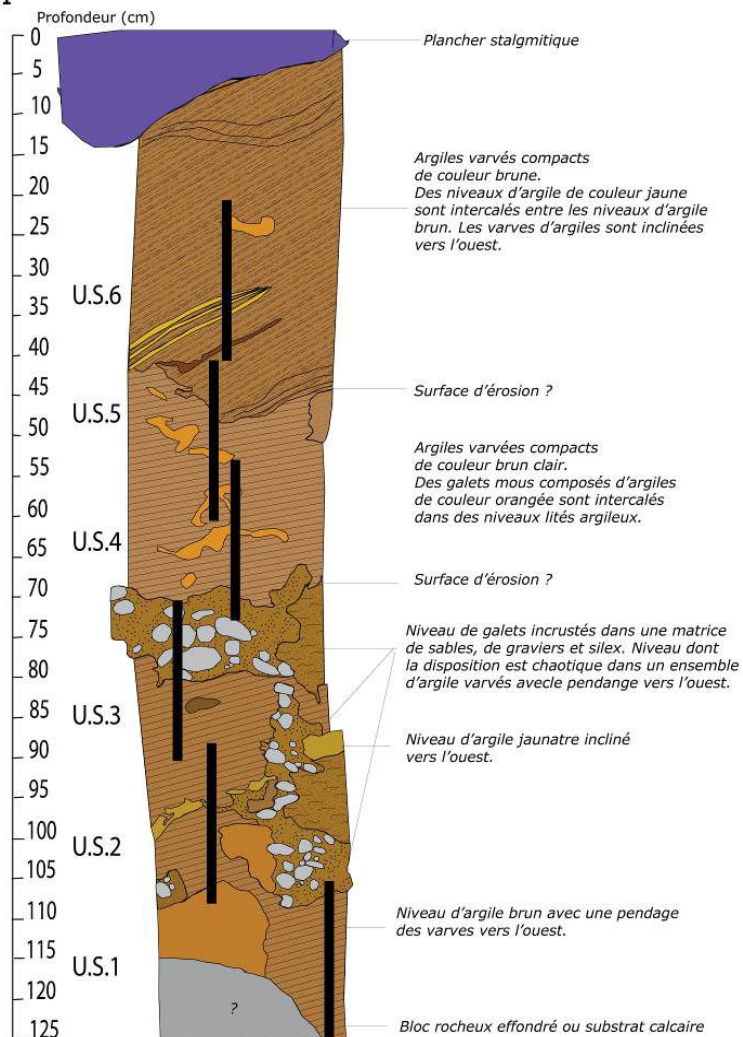 Profondeur (cm)
0
Plancher stalgmitique
5
10
15
Argiles varvés compacts
de couleur brune.
Des niveaux d'argile de couleur jaune
sont intercalés entre les niveaux d'argile
brun. Les varves d'argiles sont inclinées
vers l'ouest.
20
25
30
U.S.6
35
40
Surface d'érosion ?
45
U.S.5
50
Argiles varvées compacts
de couleur brun clair.
Des galets mous composés d'argiles
de couleur orangée sont intercalés
dans des niveaux lités argileux.
55
60
U.S.4
65
Surface d'érosion ?
70
Niveau de galets incrustés dans une matrice
de sables, de graviers et silex. Niveau dont
la disposition est chaotique dans un ensemble
d'argile varvés avecle pendange vers l'ouest.
75
80
U.S.3
85
Niveau d'argile jaunatre incliné
vers l'ouest.
90
95
100
U.S.2
105
110
Niveau d'argile brun avec une pendage
des varves vers l'ouest.
115
U.S.1
120
?
125
Bloc rocheux effondré ou substrat calcaire